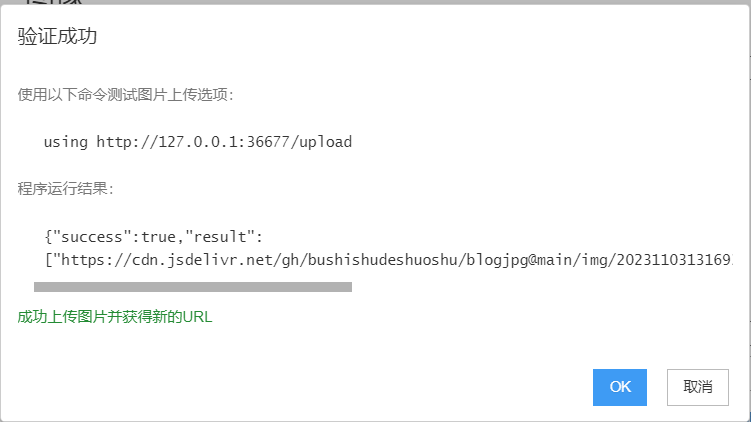 验证成功
使用以下命令测试图片上传选项：
using http://127.0.0.1:36677/upload
程序运行结果：
{"success":true,"result":
["https://cdn.jsdelivr.net/gh/bushishudeshuoshu/blogjpg@main/img/2023110313169
成功上传图片并获得新的URL
OK 取消